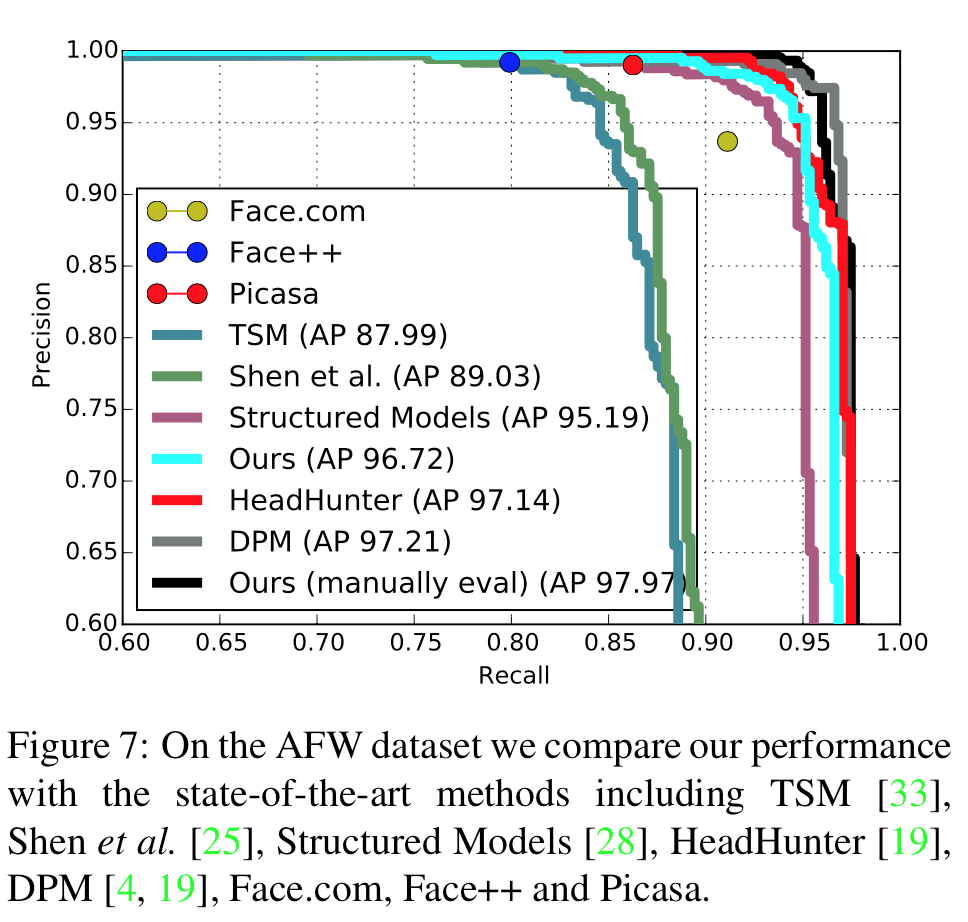 1.00
0.95
0.90
0.85
0.80
0.75
0.70
0.65
0.60
Precision
Face.com
Face++
Picasa
TSM (AP 87.99)
Shen et al. (AP 89.03)
Structured Models (AP 95.19)
Ours (AP 96.72)
HeadHunter (AP 97.14)
DPM (AP 97.21)
Ours (manually eval) (AP 97.97)
0.60 0.65 0.70 0.75 0.80 0.85 0.90 0.95 1.00
Recall
Figure 7: On the AFW dataset we compare our performance
with the state-of-the-art methods including TSM [33],
Shen et al. [25], Structured Models [28], HeadHunter [19],
DPM [4, 19], Face.com, Face++ and Picasa.